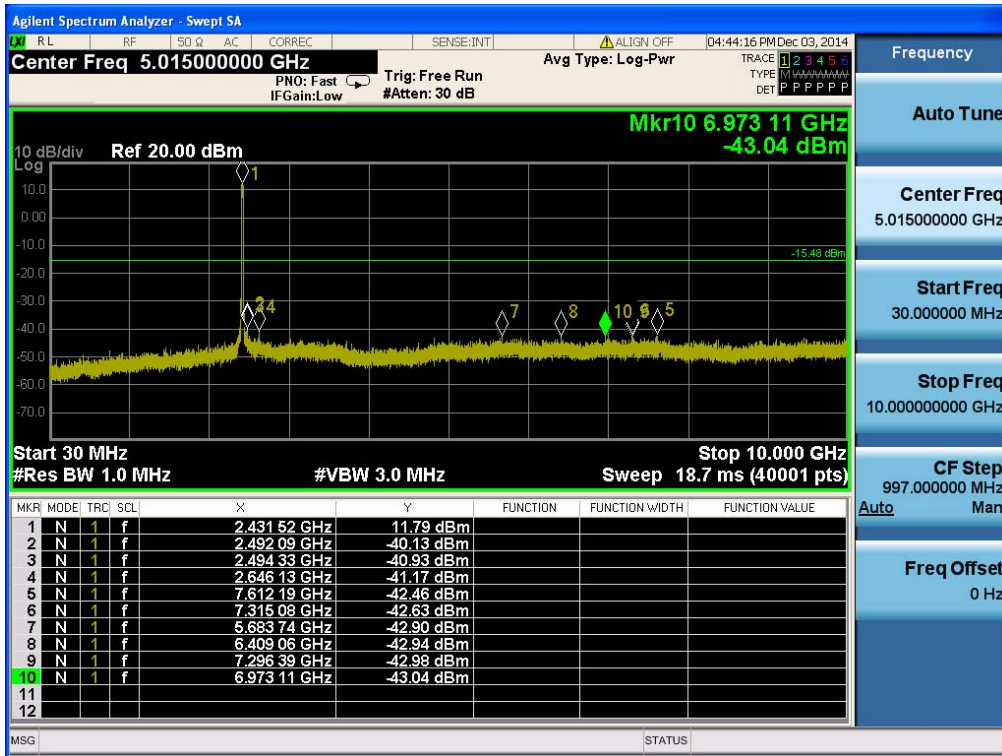 Agilent Spectrum Analyzer - Swept SA
LXI RL RF 50 Ω AC CORREC SENSE:INT ALIGN OFF 04:44:16 PM Dec 03, 2014
Center Freq 5.015000000 GHz
PNO: Fast
IFGain:Low
Trig: Free Run
#Atten: 30 dB
Avg Type: Log-Pwr
TRACE 1 2 3 4 5 6
TYPE M
DET P P P P P P
Mkr10 6.973 11 GHz
-43.04 dBm
10 dB/div Ref 20.00 dBm
Log
10.0
0.00
-10.0
-20.0
-30.0
-40.0
-50.0
-60.0
-70.0
-15.48 dBm
1
4
7
8
10
5
Start 30 MHz Stop 10.000 GHz
#Res BW 1.0 MHz #VBW 3.0 MHz Sweep 18.7 ms (40001 pts)
MKR MODE TRC SCL X Y FUNCTION FUNCTION WIDTH FUNCTION VALUE
1 N 1 f 2.431 52 GHz 11.79 dBm
2 N 1 f 2.492 09 GHz -40.13 dBm
3 N 1 f 2.494 33 GHz -40.93 dBm
4 N 1 f 2.646 13 GHz -41.17 dBm
5 N 1 f 7.612 19 GHz -42.46 dBm
6 N 1 f 7.315 08 GHz -42.63 dBm
7 N 1 f 5.683 74 GHz -42.90 dBm
8 N 1 f 6.409 06 GHz -42.94 dBm
9 N 1 f 7.296 39 GHz -42.98 dBm
10 N 1 f 6.973 11 GHz -43.04 dBm
11
12
MSG STATUS
Frequency
Auto Tune
Center Freq
5.015000000 GHz
Start Freq
30.000000 MHz
Stop Freq
10.000000000 GHz
CF Step
997.000000 MHz
Auto Man
Freq Offset
0 Hz